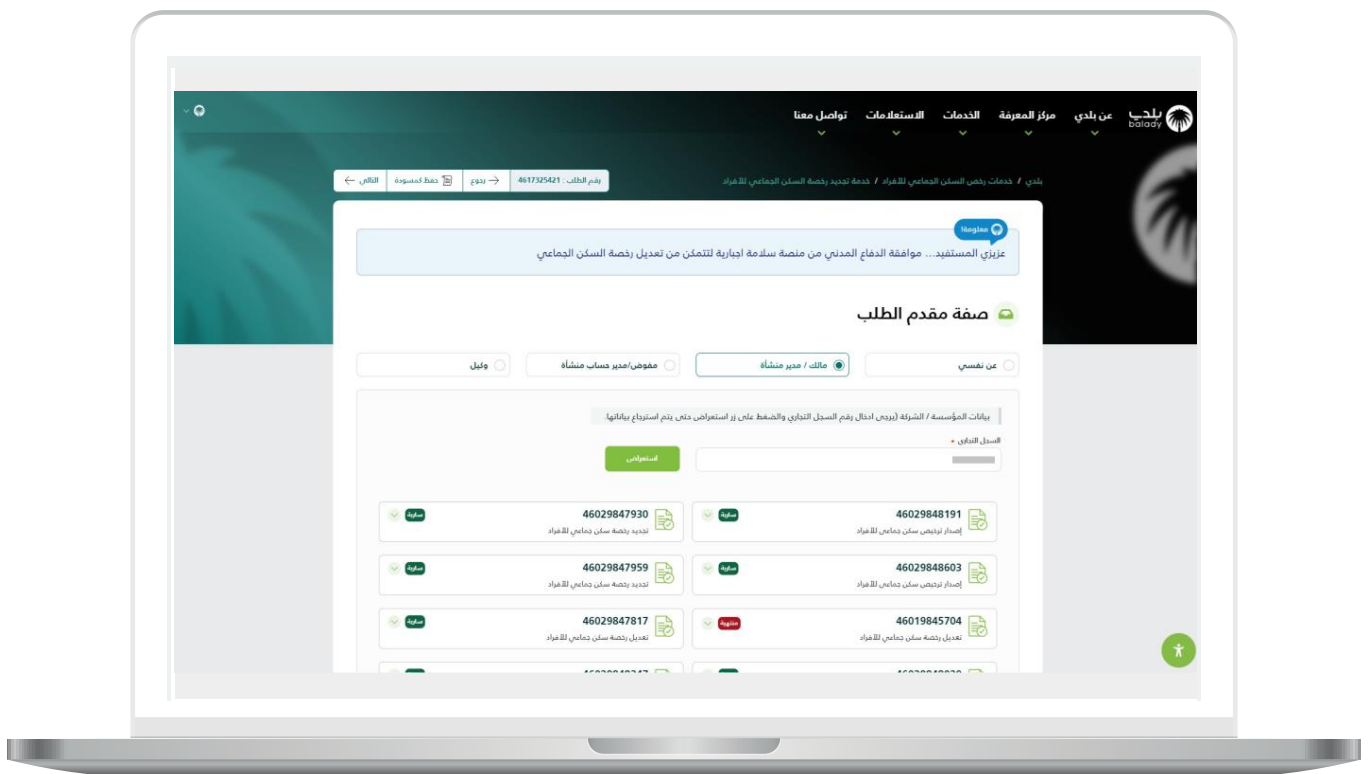 بلدي
balady
عن بلدي
مركز المعرفة
الخدمات
الاستعلامات
تواصل معنا
بلدي / خدمات رخص السكن الجماعي للأفراد / خدمة تجديد رخصة السكن الجماعي للأفراد
رقم الطلب : 4617325421
رجوع
حفظ كمسودة
التالي
معلومة!
عزيزي المستفيد... موافقة الدفاع المدني من منصة سلامة اجبارية لتتمكن من تعديل رخصة السكن الجماعي
صفة مقدم الطلب
عن نفسي
مالك / مدير منشأة
مفوض/مدير حساب منشأة
وكيل
بيانات المؤسسة / الشركة (يرجى ادخال رقم السجل التجاري والضغط على زر استعراض حتى يتم استرجاع بياناتها.
السجل التجاري *
استعراض
46029848191
سارية
إصدار ترخيص سكن جماعي للأفراد
46029847930
سارية
تجديد رخصة سكن جماعي للأفراد
46029848603
سارية
إصدار ترخيص سكن جماعي للأفراد
46029847959
سارية
تجديد رخصة سكن جماعي للأفراد
46019845704
منتهية
تعديل رخصة سكن جماعي للأفراد
46029847817
سارية
تعديل رخصة سكن جماعي للأفراد